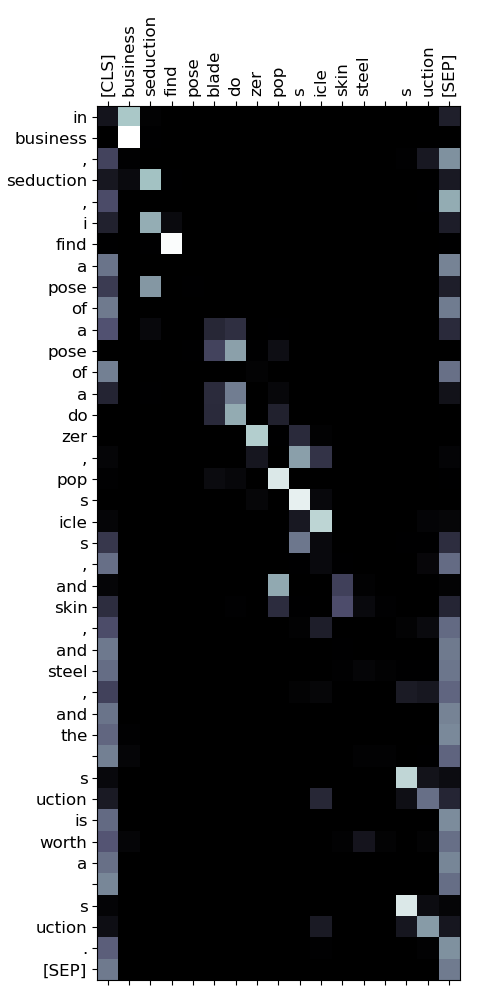 [CLS]
business
seduction
find
pose
blade
do
zer
pop
s
icle
skin
steel
s
uction
[SEP]
in
business
,
seduction
,
i
find
a
pose
of
a
pose
of
a
do
zer
,
pop
s
icle
s
,
and
skin
,
and
steel
,
and
the
s
uction
is
worth
a
s
uction
.
[SEP]